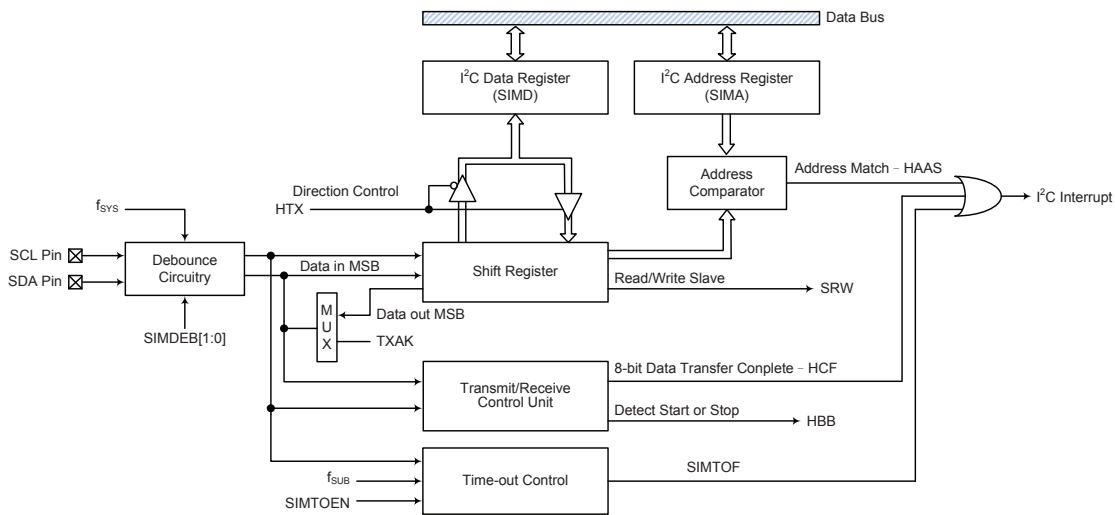 Data Bus
I²C Data Register
(SIMD)
I²C Address Register
(SIMA)
Direction Control
HTX
Address
Comparator
Address Match - HAAS
I²C Interrupt
fSYS
SCL Pin
SDA Pin
Debounce
Circuitry
SIMDEB[1:0]
Data in MSB
Shift Register
Read/Write Slave
SRW
M
U
X
Data out MSB
TXAK
Transmit/Receive
Control Unit
8-bit Data Transfer Conplete - HCF
Detect Start or Stop
HBB
fSUB
SIMTOEN
Time-out Control
SIMTOF